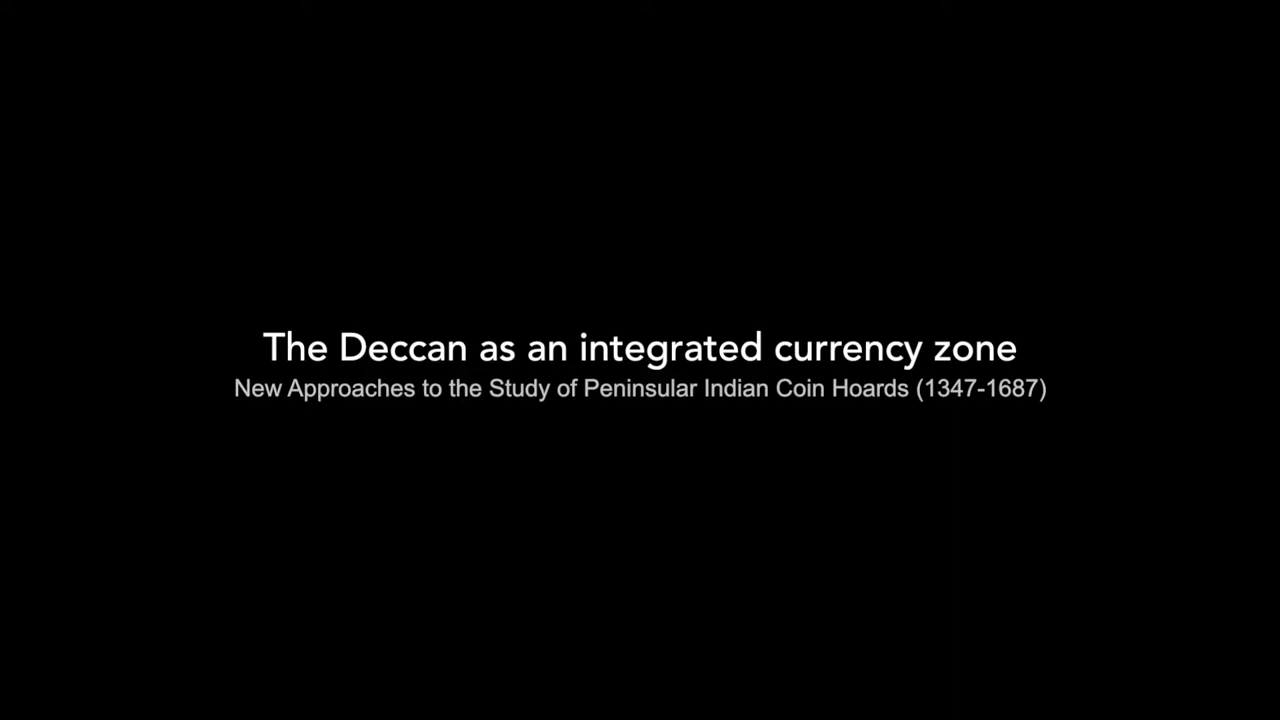 The Deccan as an integrated currency zone
New Approaches to the Study of Peninsular Indian Coin Hoards (1347-1687)